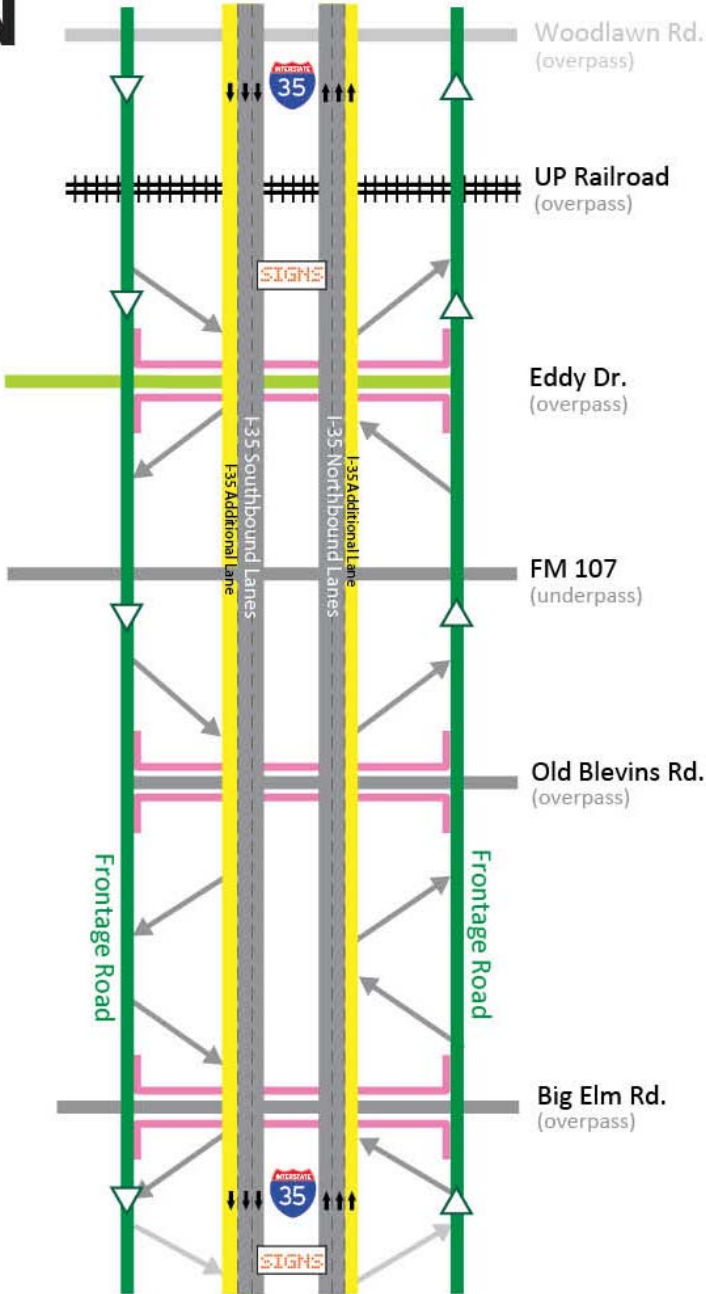 N
Woodlawn Rd.
(overpass)
INTERSTATE
35
UP Railroad
(overpass)
SIGNS
Eddy Dr.
(overpass)
I-35 Additional Lane
I-35 Southbound Lanes
I-35 Northbound Lanes
I-35 Additional Lane
FM 107
(underpass)
Old Blevins Rd.
(overpass)
Frontage Road
Frontage Road
Big Elm Rd.
(overpass)
INTERSTATE
35
SIGNS